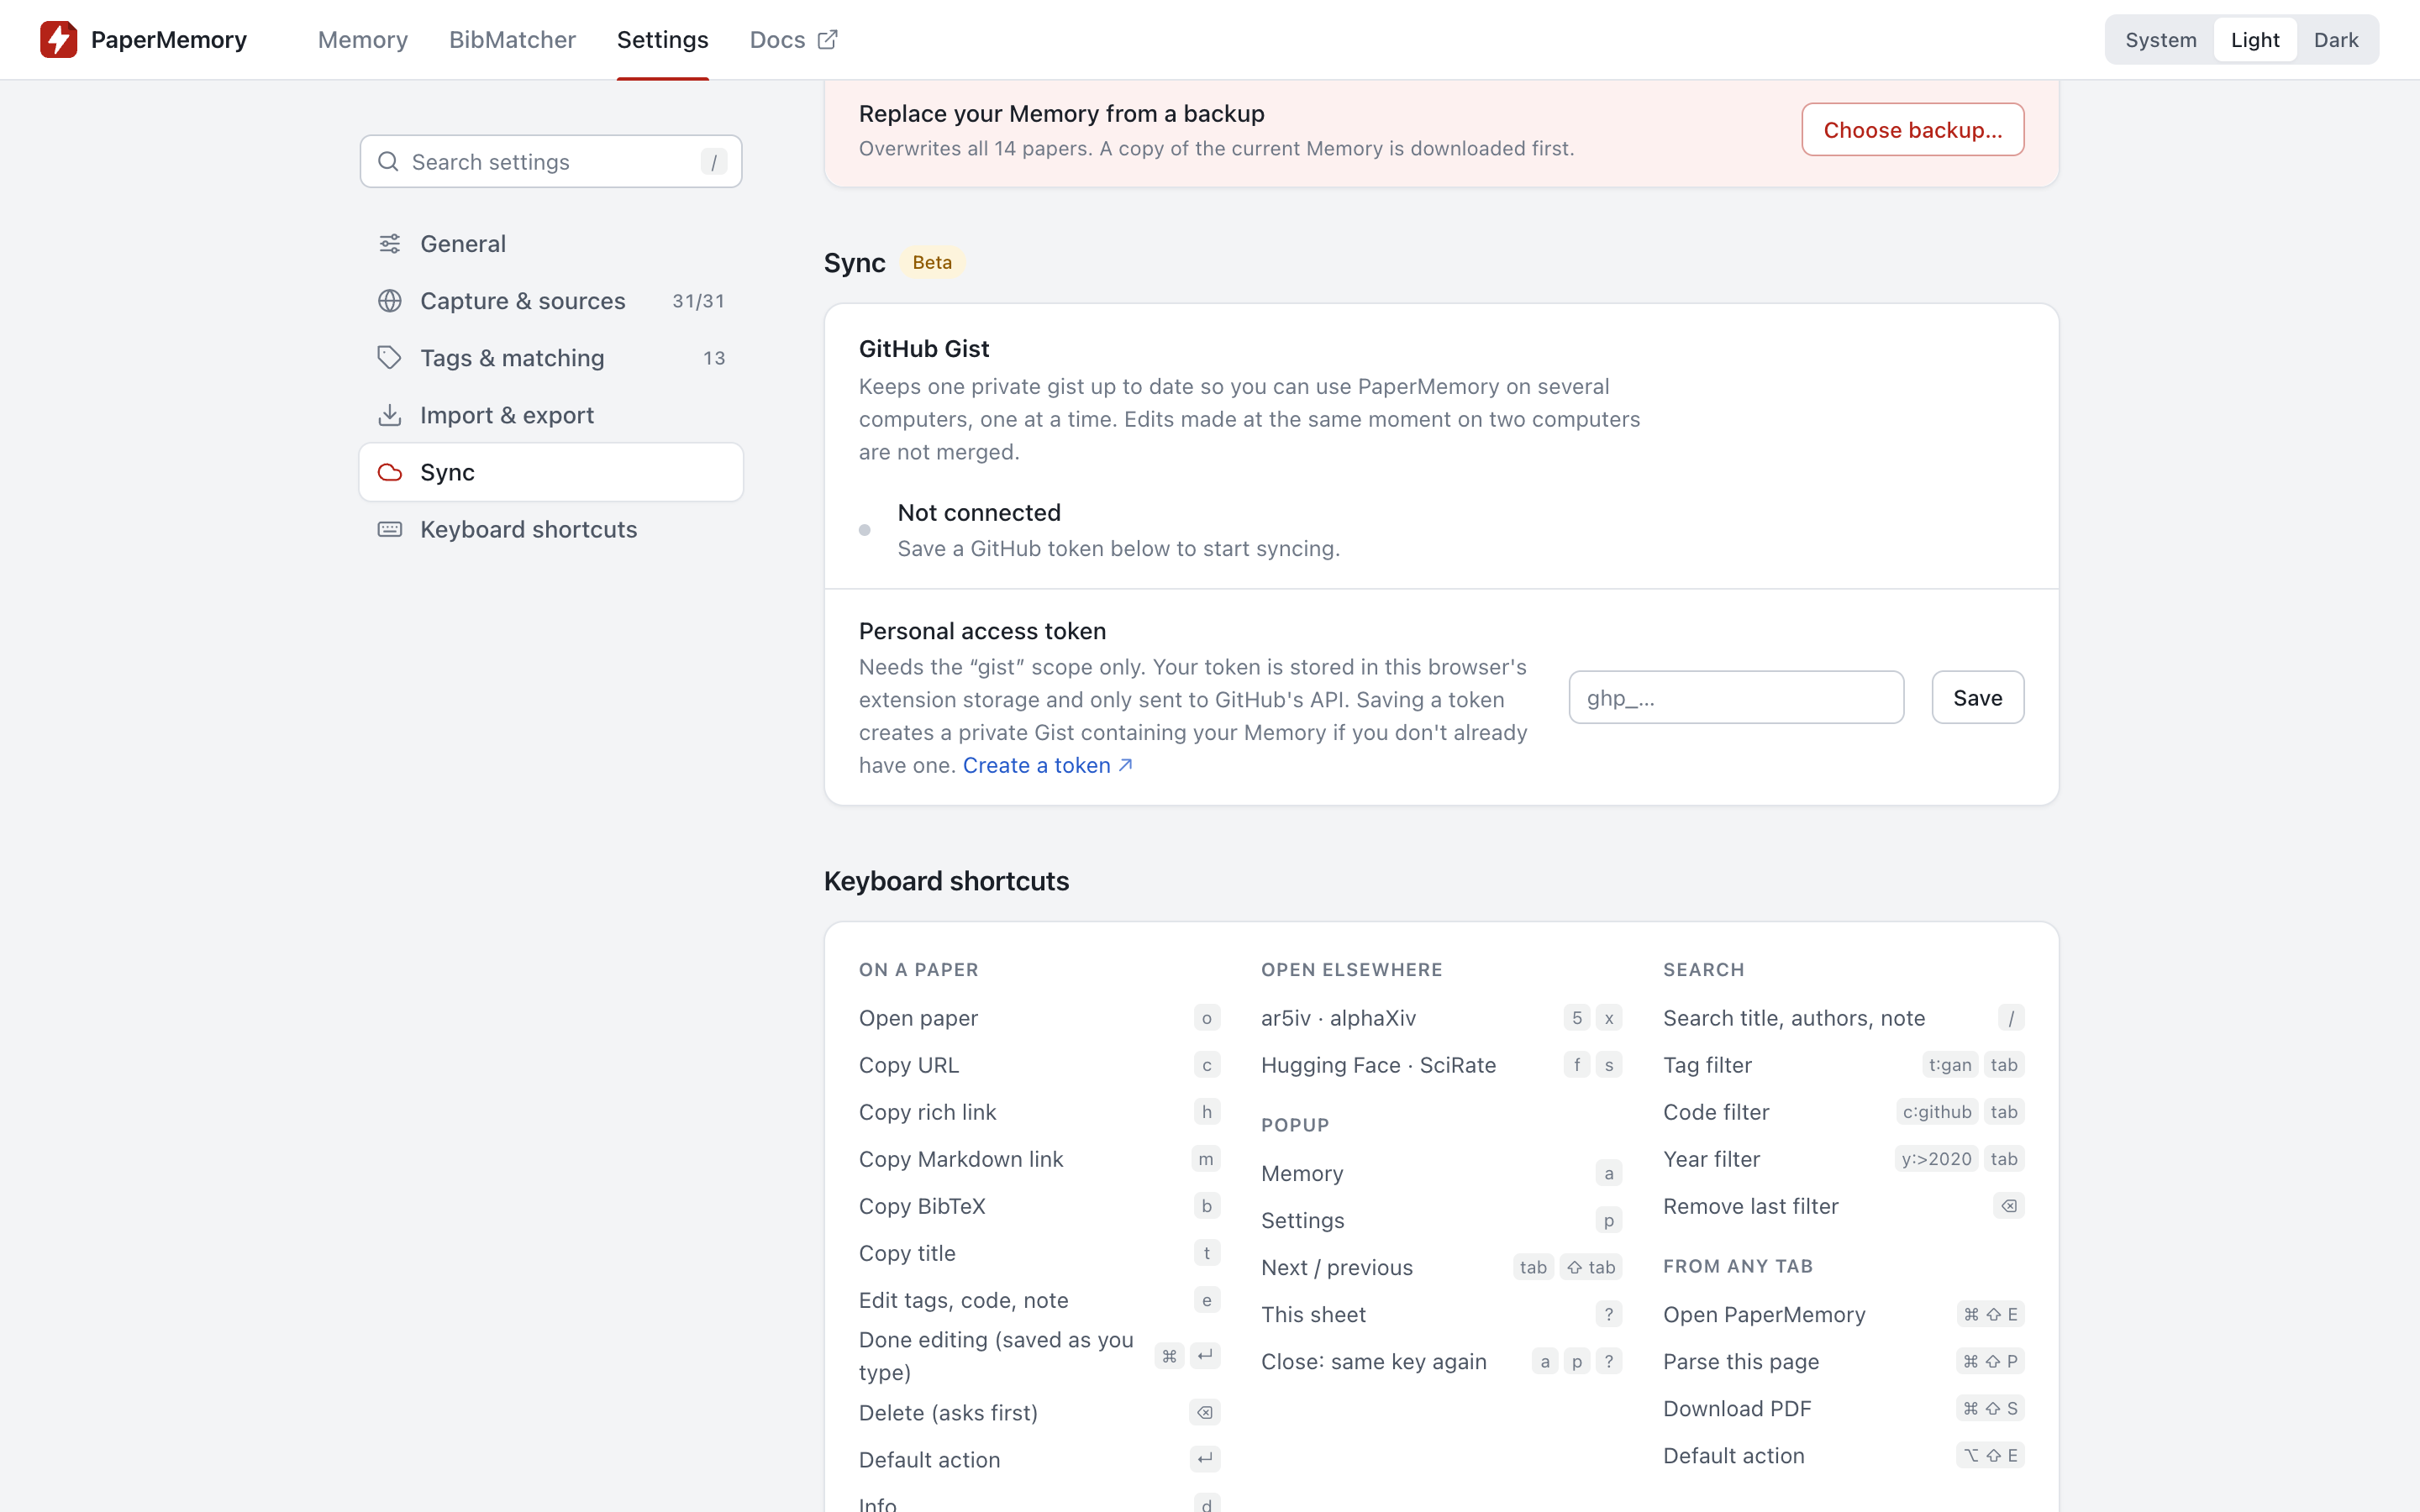 PaperMemory
Memory
BibMatcher
Settings
Docs
System
Light
Dark
Search settings
/
General
Capture & sources
31/31
Tags & matching
13
Import & export
Sync
Keyboard shortcuts
Replace your Memory from a backup
Overwrites all 14 papers. A copy of the current Memory is downloaded first.
Choose backup...
Sync
Beta
GitHub Gist
Keeps one private gist up to date so you can use PaperMemory on several
computers, one at a time. Edits made at the same moment on two computers
are not merged.
Not connected
Save a GitHub token below to start syncing.
Personal access token
Needs the “gist” scope only. Your token is stored in this browser's
extension storage and only sent to GitHub's API. Saving a token
creates a private Gist containing your Memory if you don't already
have one. Create a token ↗
ghp_...
Save
Keyboard shortcuts
ON A PAPER
Open paper o
Copy URL c
Copy rich link h
Copy Markdown link m
Copy BibTeX b
Copy title t
Edit tags, code, note e
Done editing (saved as you
type) ⌘ ↵
Delete (asks first) ⌫
Default action ↵
Info d
OPEN ELSEWHERE
ar5iv · alphaXiv 5 x
Hugging Face · SciRate f s
POPUP
Memory a
Settings p
Next / previous tab ⇧ tab
This sheet ?
Close: same key again a p ?
SEARCH
Search title, authors, note /
Tag filter t:gan tab
Code filter c:github tab
Year filter y:>2020 tab
Remove last filter ⌫
FROM ANY TAB
Open PaperMemory ⌘ ⇧ E
Parse this page ⌘ ⇧ P
Download PDF ⌘ ⇧ S
Default action ⌥ ⇧ E